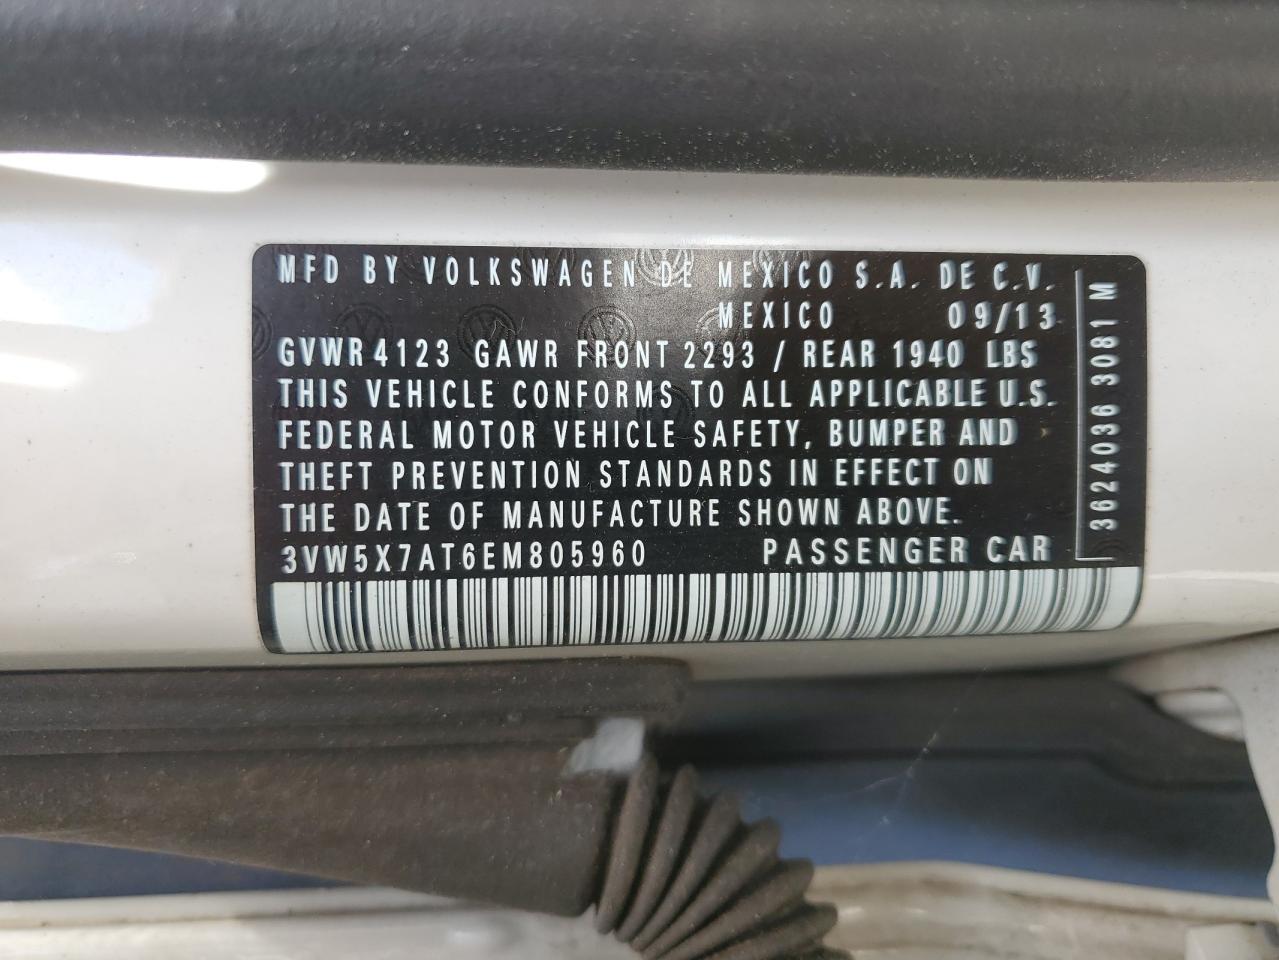 MFD BY VOLKSWAGEN DE MEXICO S.A. DE C.V.
MEXICO 09/13
GVWR 4123 GAWR FRONT 2293 / REAR 1940 LBS
THIS VEHICLE CONFORMS TO ALL APPLICABLE U.S.
FEDERAL MOTOR VEHICLE SAFETY, BUMPER AND
THEFT PREVENTION STANDARDS IN EFFECT ON
THE DATE OF MANUFACTURE SHOWN ABOVE.
3VW5X7AT6EM805960 PASSENGER CAR
3624036 3081 M